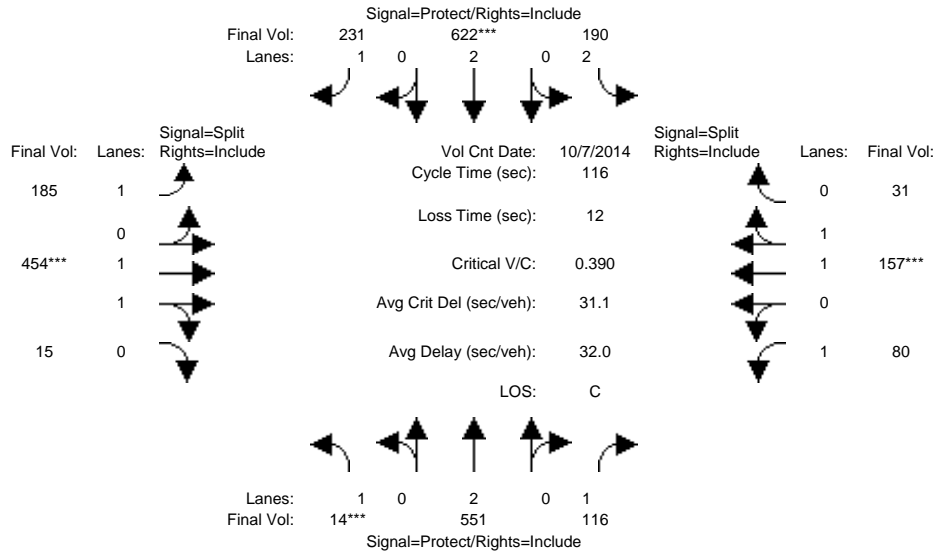 Signal=Protect/Rights=Include
Final Vol: 231 622*** 190
Lanes: 1 0 2 0 2
Signal=Split Signal=Split
Final Vol: Lanes: Rights=Include Vol Cnt Date: 10/7/2014 Rights=Include Lanes: Final Vol:
Cycle Time (sec): 116
185 1 0 31
Loss Time (sec): 12
0 1
454*** 1 Critical V/C: 0.390 1 157***
1 Avg Crit Del (sec/veh): 31.1 0
15 0 Avg Delay (sec/veh): 32.0 1 80
LOS: C
Lanes: 1 0 2 0 1
Final Vol: 14*** 551 116
Signal=Protect/Rights=Include